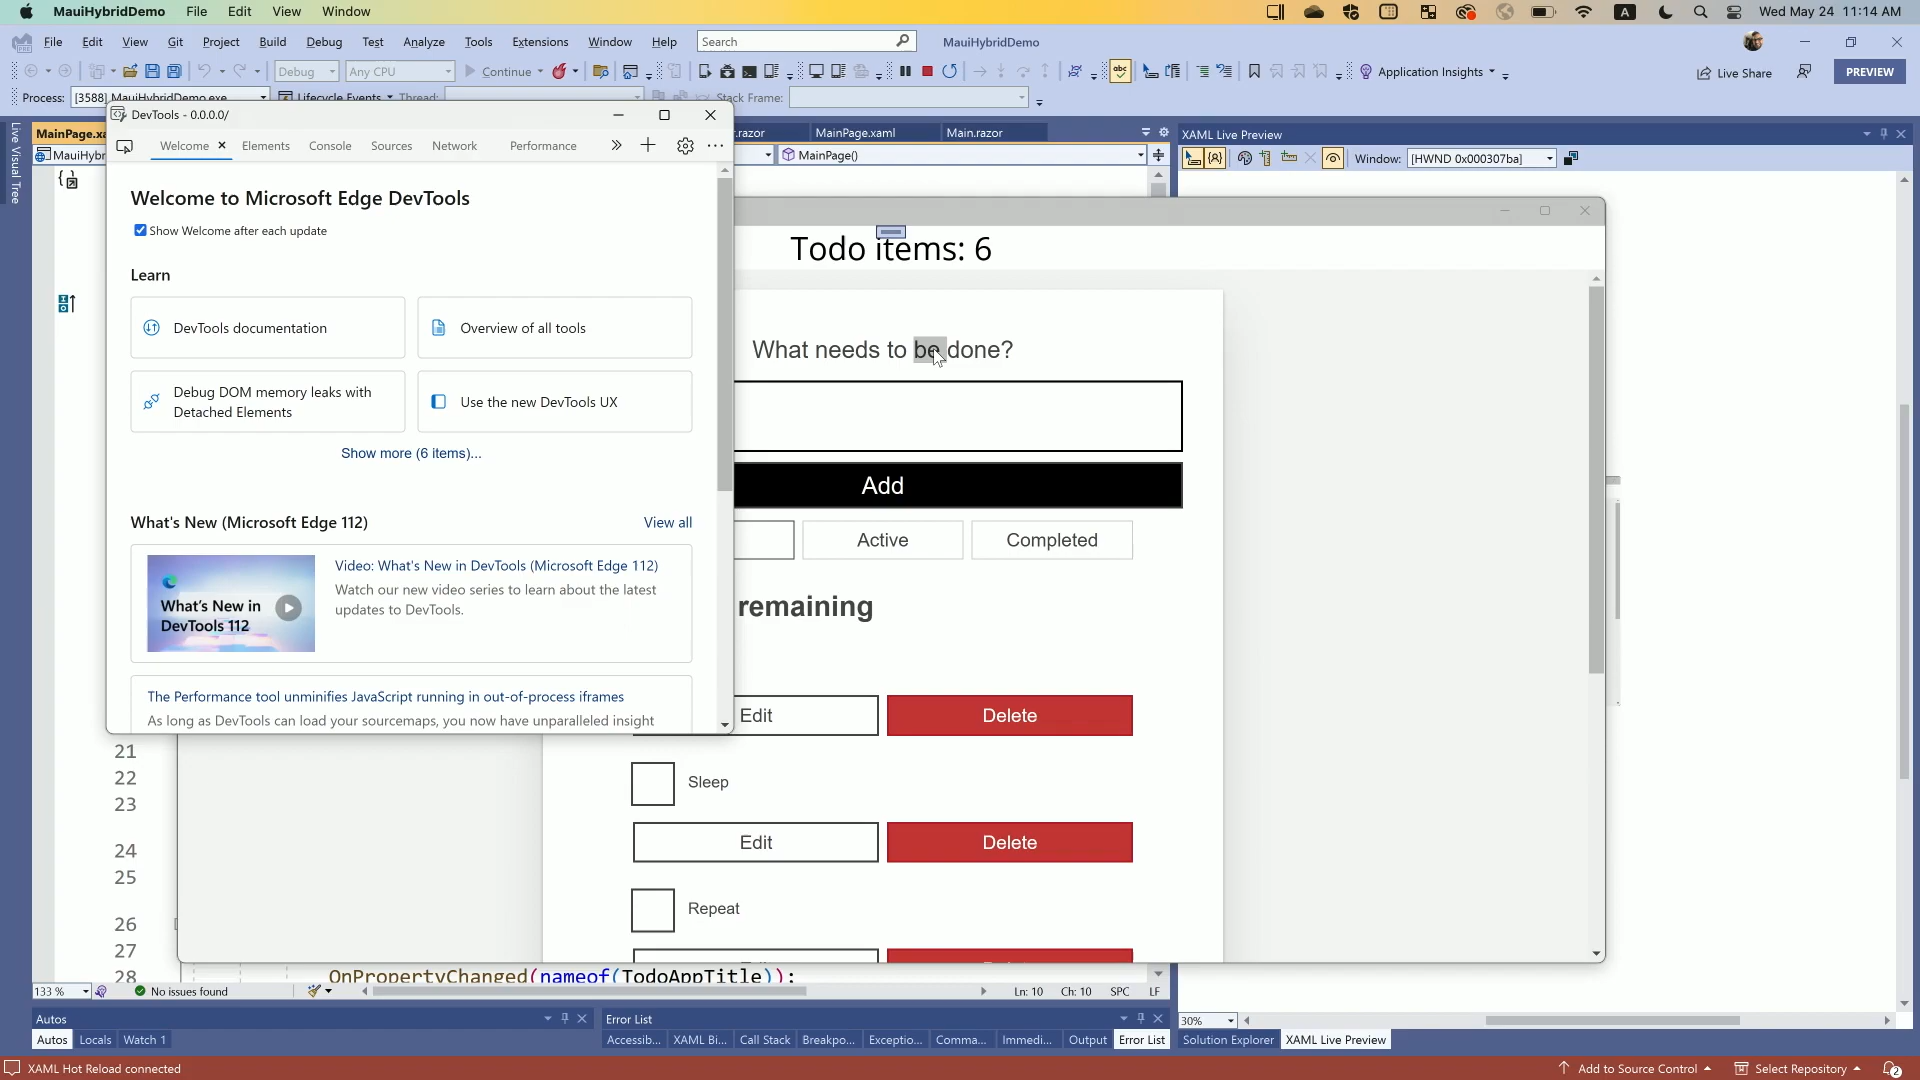 MauiHybridDemo File Edit View Window
A Wed May 24 11:14 AM
File Edit View Git Project Build Debug Test Analyze Tools Extensions Window Help Search MauiHybridDemo
Debug Any CPU Continue Application Insights Live Share PREVIEW
Process: [3588] MauiHybridDemo.exe Lifecycle Events Thread: Stack Frame:
DevTools - 0.0.0.0/
MainPage.xa
r.razor MainPage.xaml Main.razor
XAML Live Preview
MauiHybr
MainPage()
Window: [HWND 0x000307ba]
Live Visual Tree
Welcome Elements Console Sources Network Performance
Welcome to Microsoft Edge DevTools
Show Welcome after each update
Learn
DevTools documentation
Overview of all tools
Debug DOM memory leaks with
Detached Elements
Use the new DevTools UX
Show more (6 items)...
What's New (Microsoft Edge 112)
View all
What's New in
DevTools 112
Video: What's New in DevTools (Microsoft Edge 112)
Watch our new video series to learn about the latest
updates to DevTools.
The Performance tool unminifies JavaScript running in out-of-process iframes
As long as DevTools can load your sourcemaps, you now have unparalleled insight
Todo items: 6
What needs to be done?
Add
Active Completed
remaining
Edit Delete
Sleep
Edit Delete
Repeat
21
22
23
24
25
26
27
28
OnPropertyChanged(nameof(TodoAppTitle));
133 % No issues found Ln: 10 Ch: 10 SPC LF
Autos
Error List
30%
Autos Locals Watch 1
Accessib... XAML Bi... Call Stack Breakpo... Exceptio... Comma... Immedi... Output Error List
Solution Explorer XAML Live Preview
XAML Hot Reload connected
Add to Source Control Select Repository 2